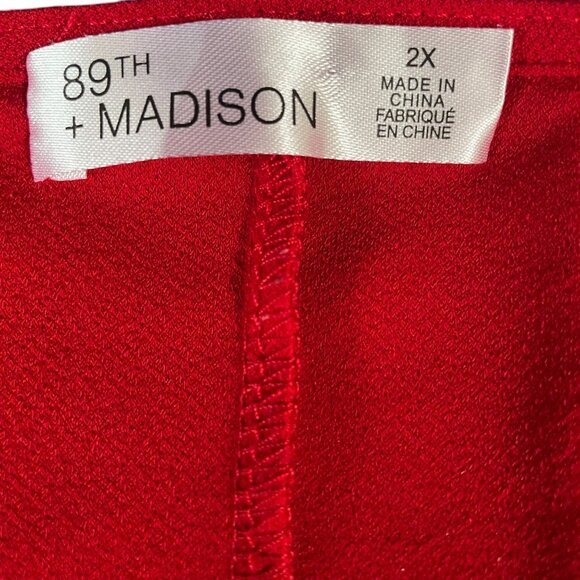 89TH
+ MADISON
2X
MADE IN
CHINA
FABRIQUÉ
EN CHINE